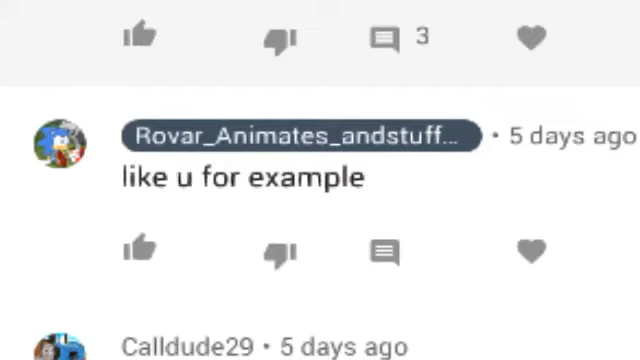 3
Rovar_Animates_andstuff... • 5 days ago
like u for example
Calldude29 • 5 days ago